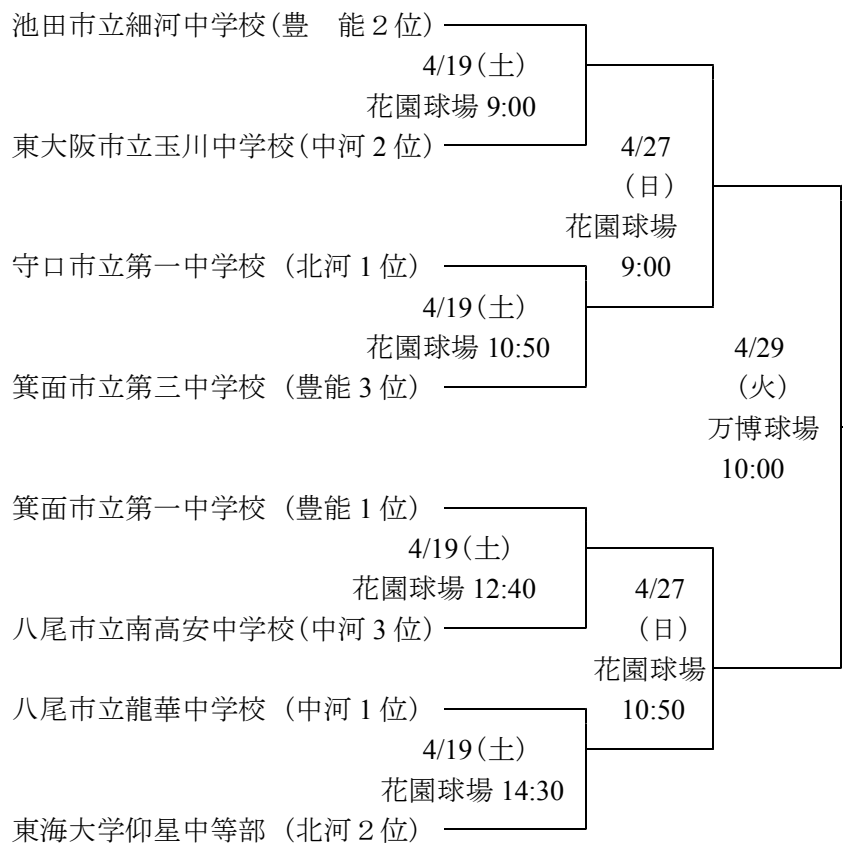 池田市立細河中学校(豊　能２位)
4/19(土)
花園球場 9:00
東大阪市立玉川中学校(中河 2 位)
4/27
(日)
花園球場
9:00
守口市立第一中学校 (北河 1 位)
4/19(土)
花園球場 10:50
箕面市立第三中学校 (豊能 3 位)
4/29
(火)
万博球場
10:00
箕面市立第一中学校 (豊能 1 位)
4/19(土)
花園球場 12:40
八尾市立南高安中学校(中河 3 位)
4/27
(日)
花園球場
10:50
八尾市立龍華中学校 (中河 1 位)
4/19(土)
花園球場 14:30
東海大学仰星中等部 (北河２位)